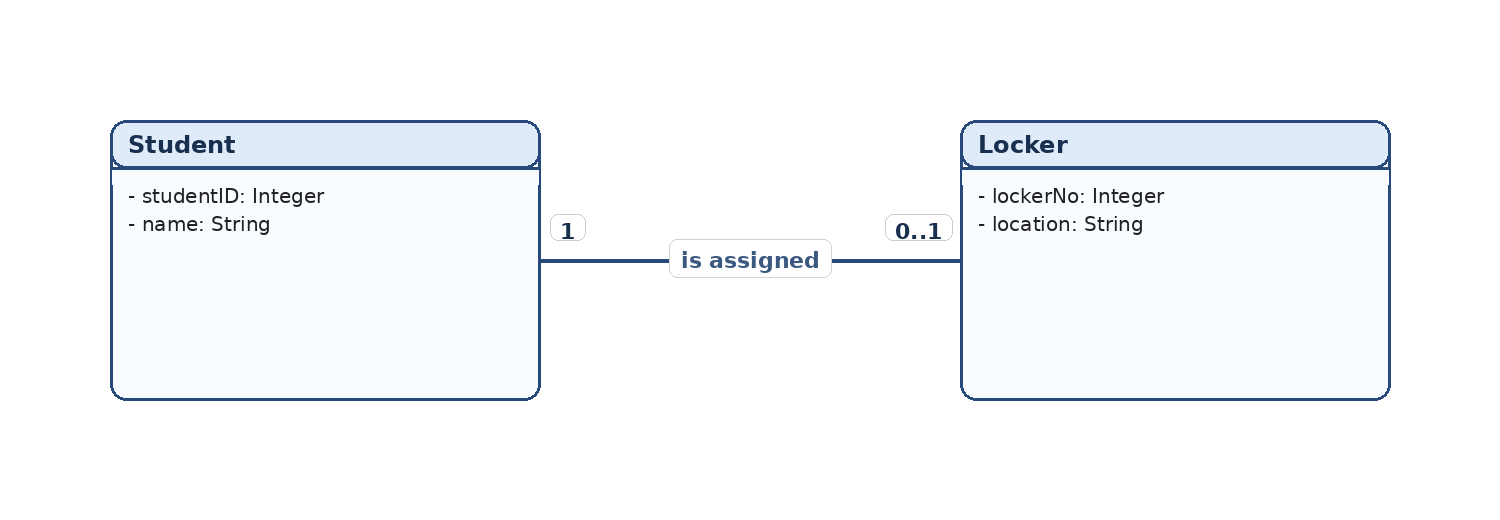 Student
- studentID: Integer
- name: String
1
is assigned
0..1
Locker
- lockerNo: Integer
- location: String